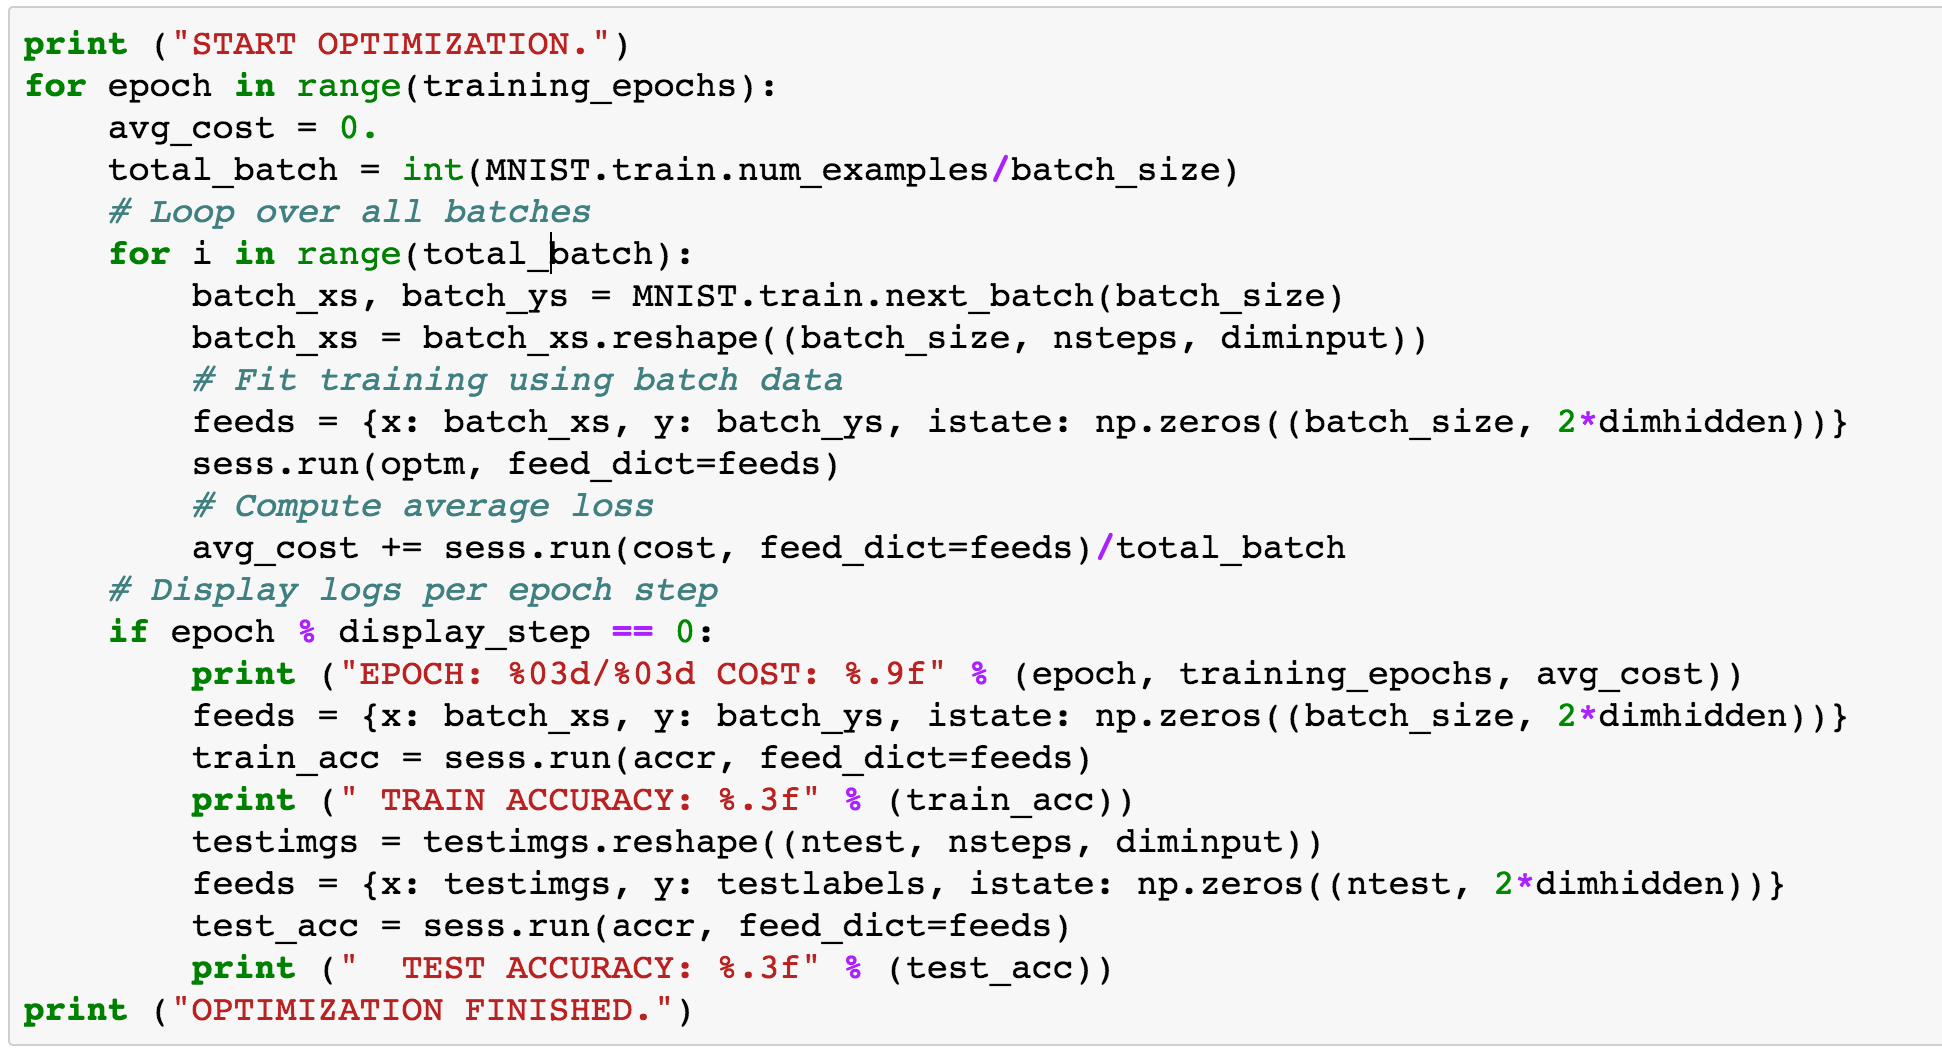 print ("START OPTIMIZATION.")
for epoch in range(training_epochs):
    avg_cost = 0.
    total_batch = int(MNIST.train.num_examples/batch_size)
    # Loop over all batches
    for i in range(total_batch):
        batch_xs, batch_ys = MNIST.train.next_batch(batch_size)
        batch_xs = batch_xs.reshape((batch_size, nsteps, diminput))
        # Fit training using batch data
        feeds = {x: batch_xs, y: batch_ys, istate: np.zeros((batch_size, 2*dimhidden))}
        sess.run(optm, feed_dict=feeds)
        # Compute average loss
        avg_cost += sess.run(cost, feed_dict=feeds)/total_batch
    # Display logs per epoch step
    if epoch % display_step == 0:
        print ("EPOCH: %03d/%03d COST: %.9f" % (epoch, training_epochs, avg_cost))
        feeds = {x: batch_xs, y: batch_ys, istate: np.zeros((batch_size, 2*dimhidden))}
        train_acc = sess.run(accr, feed_dict=feeds)
        print (" TRAIN ACCURACY: %.3f" % (train_acc))
        testimgs = testimgs.reshape((ntest, nsteps, diminput))
        feeds = {x: testimgs, y: testlabels, istate: np.zeros((ntest, 2*dimhidden))}
        test_acc = sess.run(accr, feed_dict=feeds)
        print ("  TEST ACCURACY: %.3f" % (test_acc))
print ("OPTIMIZATION FINISHED.")